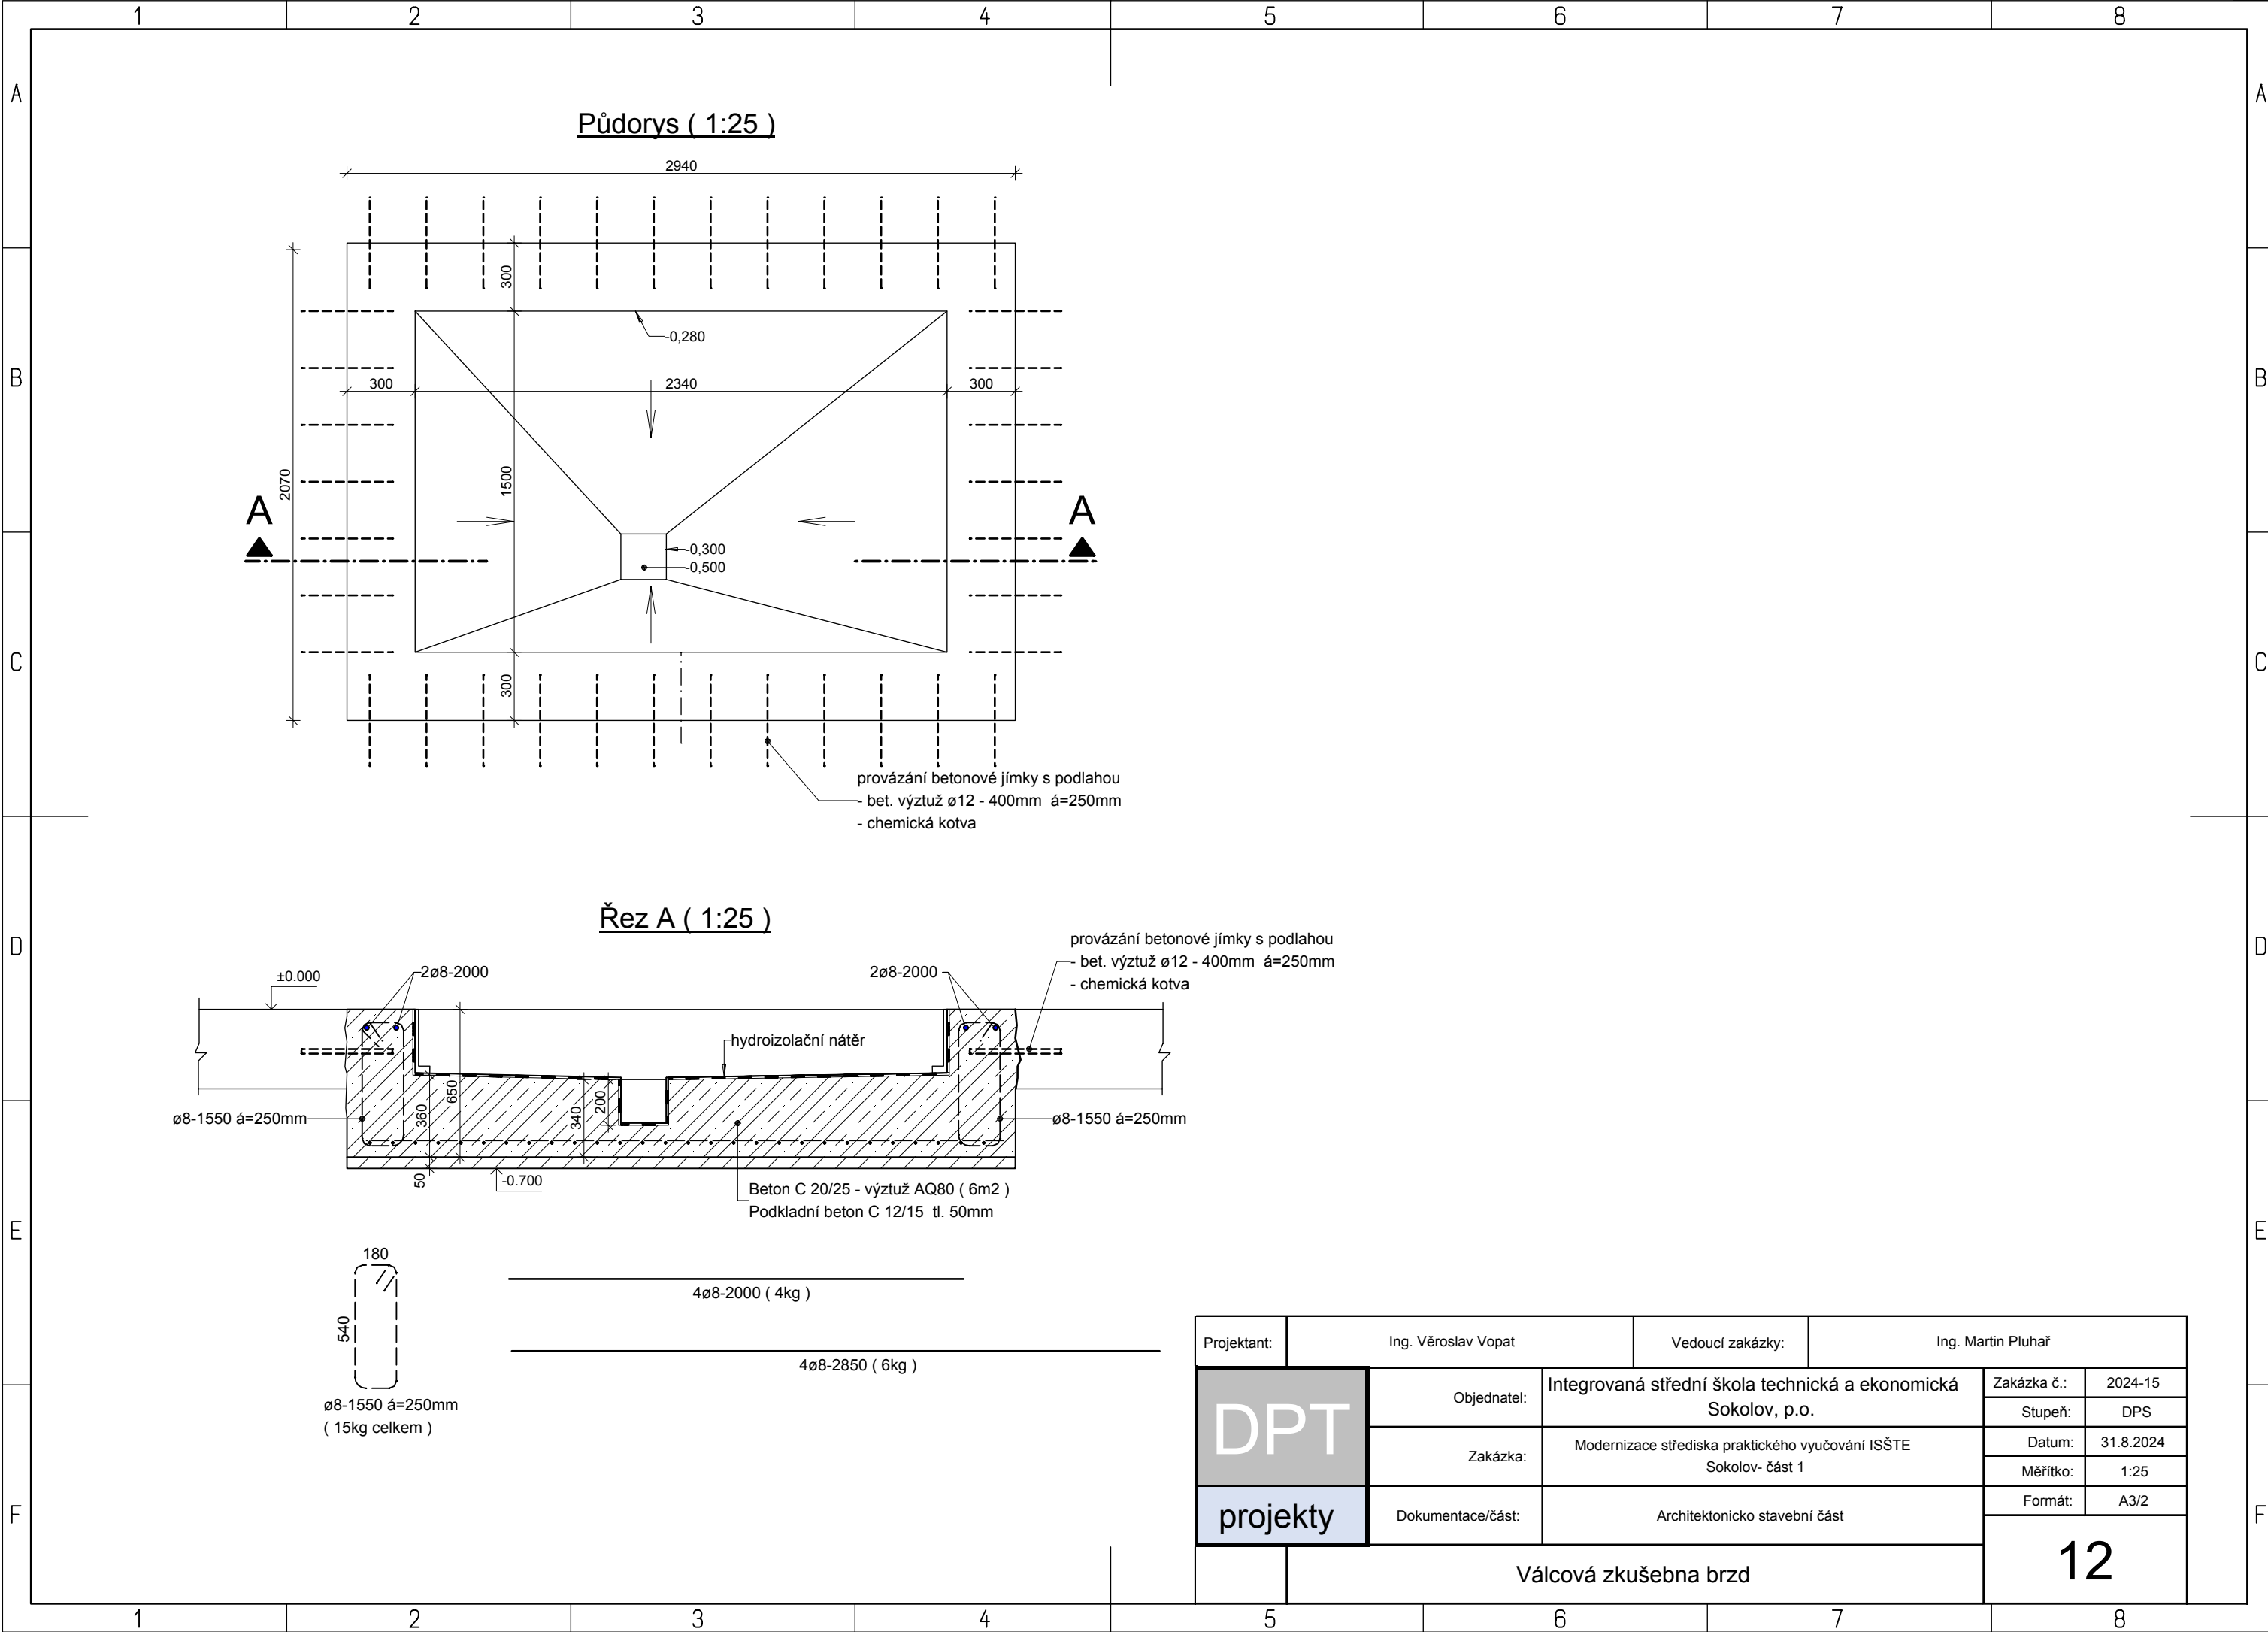 1 2 3 4 5 6 7 8
A A
B B
C C
D D
E E
F F
Půdorys ( 1:25 )
2940
300
-0,280
300 2340 300
2070
1500
A A
-0,300
-0,500
300
provázání betonové jímky s podlahou
- bet. výztuž ø12 - 400mm á=250mm
- chemická kotva
Řez A ( 1:25 )
provázání betonové jímky s podlahou
- bet. výztuž ø12 - 400mm á=250mm
- chemická kotva
±0.000
2ø8-2000
2ø8-2000
hydroizolační nátěr
650
360
340
200
ø8-1550 á=250mm
ø8-1550 á=250mm
50
-0.700
Beton C 20/25 - výztuž AQ80 ( 6m2 )
Podkladní beton C 12/15 tl. 50mm
180
540
4ø8-2000 ( 4kg )
4ø8-2850 ( 6kg )
ø8-1550 á=250mm
( 15kg celkem )
Projektant: Ing. Věroslav Vopat Vedoucí zakázky: Ing. Martin Pluhař
DPT
projekty
Objednatel: Integrovaná střední škola technická a ekonomická
Sokolov, p.o.
Zakázka č.: 2024-15
Stupeň: DPS
Zakázka: Modernizace střediska praktického vyučování ISŠTE
Sokolov- část 1
Datum: 31.8.2024
Měřítko: 1:25
Dokumentace/část: Architektonicko stavební část
Formát: A3/2
Válcová zkušebna brzd
12
1 2 3 4 5 6 7 8